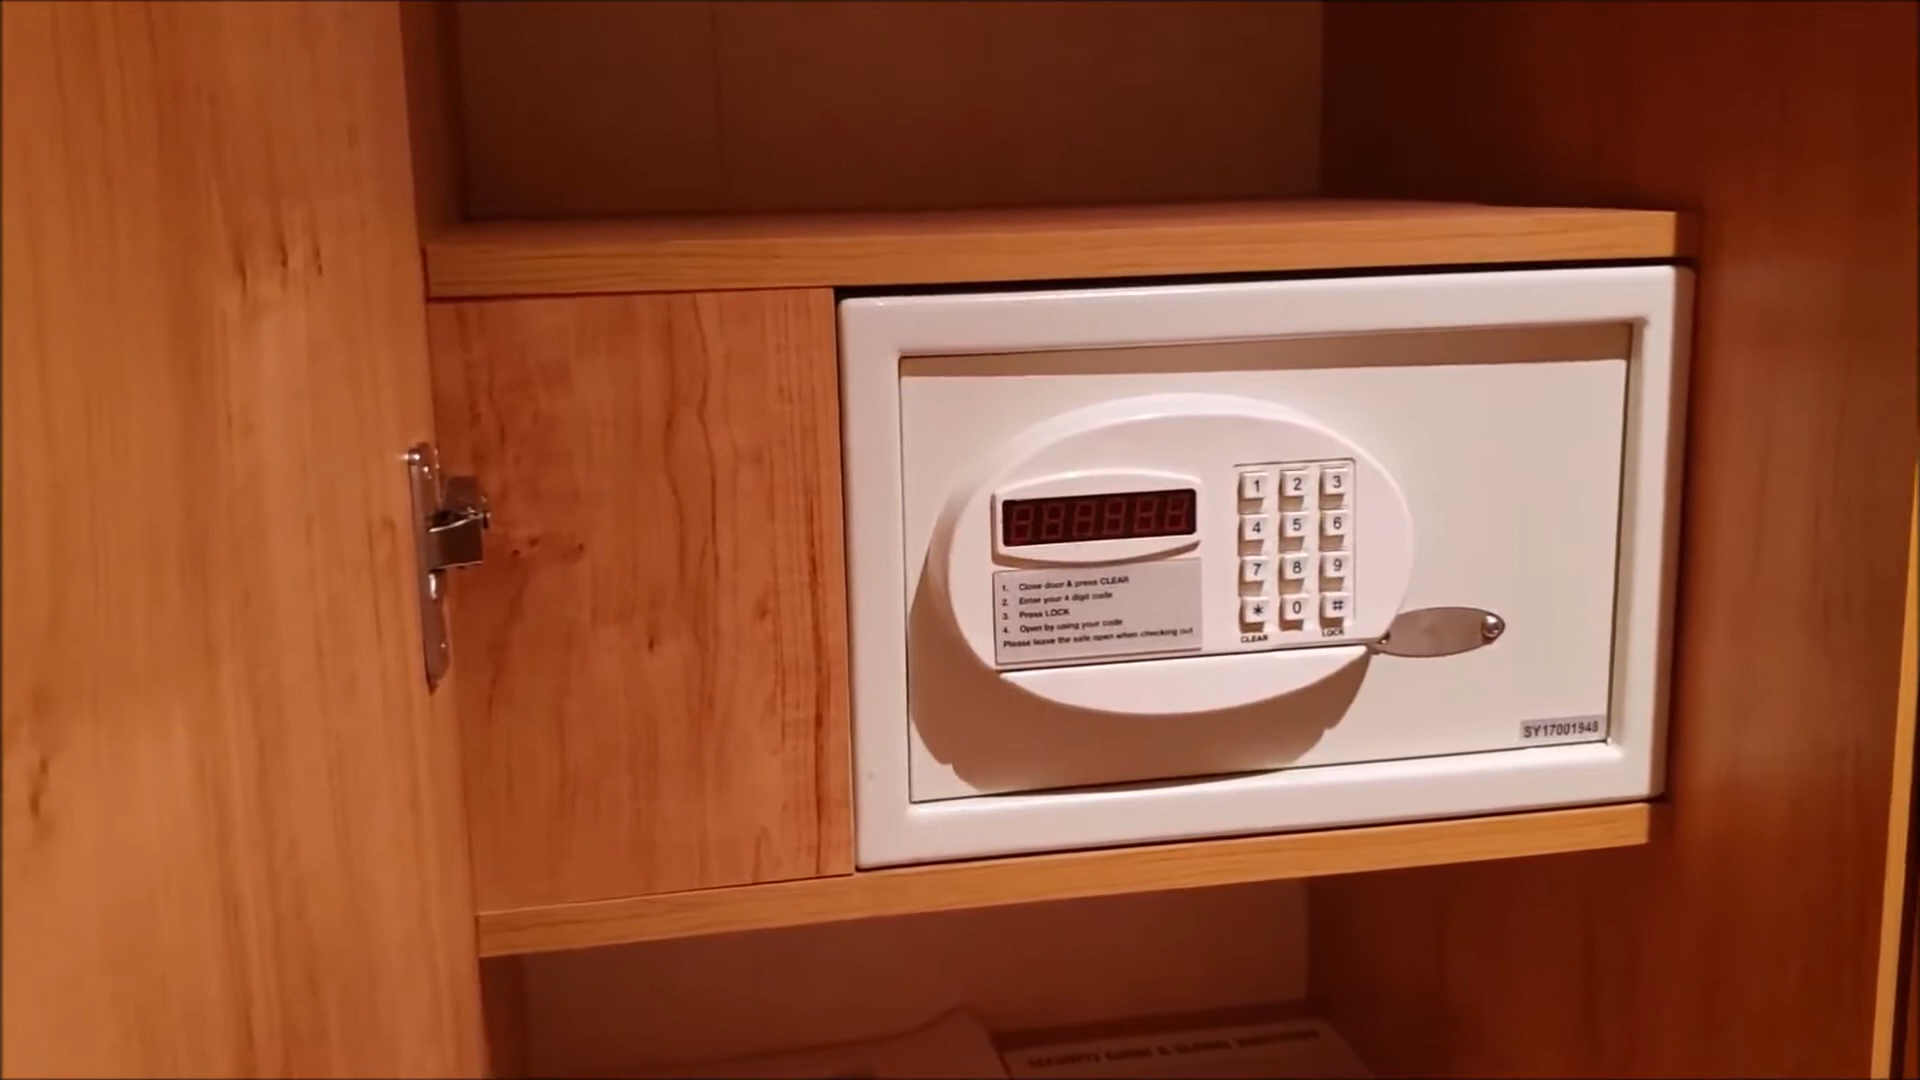 1 2 3
4 5 6
7 8 9
* 0 #
CLEAR LOCK
1. Close door & press CLEAR
2. Enter your 4 digit code
3. Press LOCK
4. Open by using your code
Please leave the safe open when checking out
SY17001948